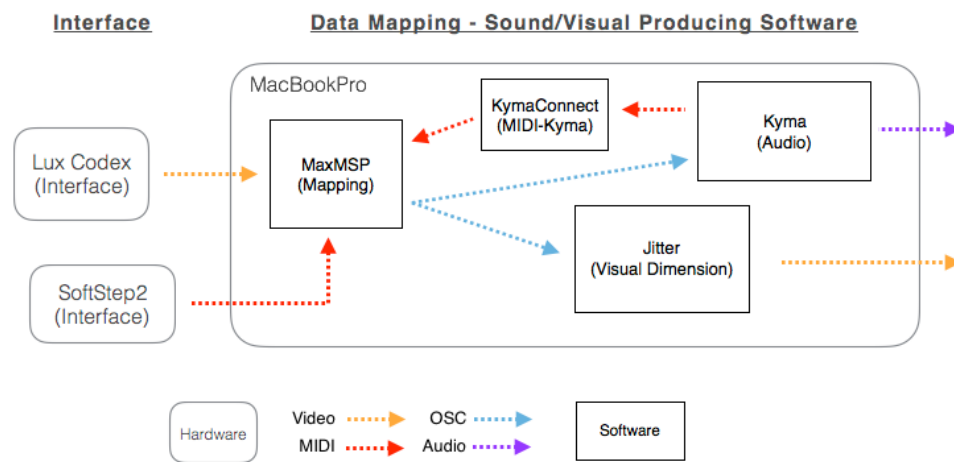 Interface
Data Mapping - Sound/Visual Producing Software
MacBookPro
KymaConnect
(MIDI-Kyma)
Kyma
(Audio)
Lux Codex
(Interface)
MaxMSP
(Mapping)
Jitter
(Visual Dimension)
SoftStep2
(Interface)
Hardware
Video
OSC
MIDI
Audio
Software